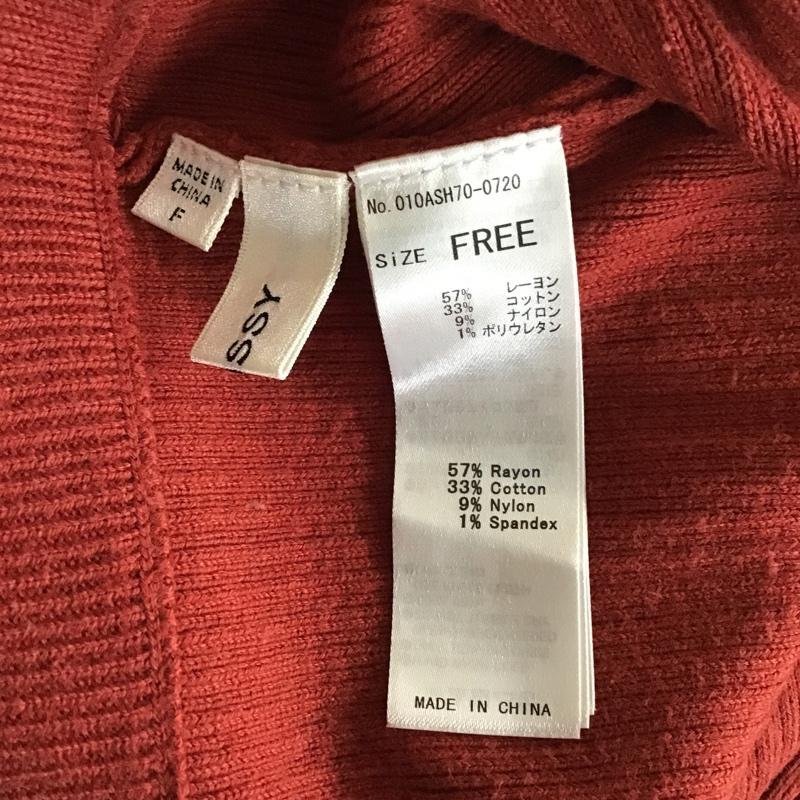 MADE IN
CHINA
F
SSY
No. 010ASH70-0720
SiZE FREE
57% レーヨン
33% コットン
9% ナイロン
1% ポリウレタン
57% Rayon
33% Cotton
9% Nylon
1% Spandex
MADE IN CHINA